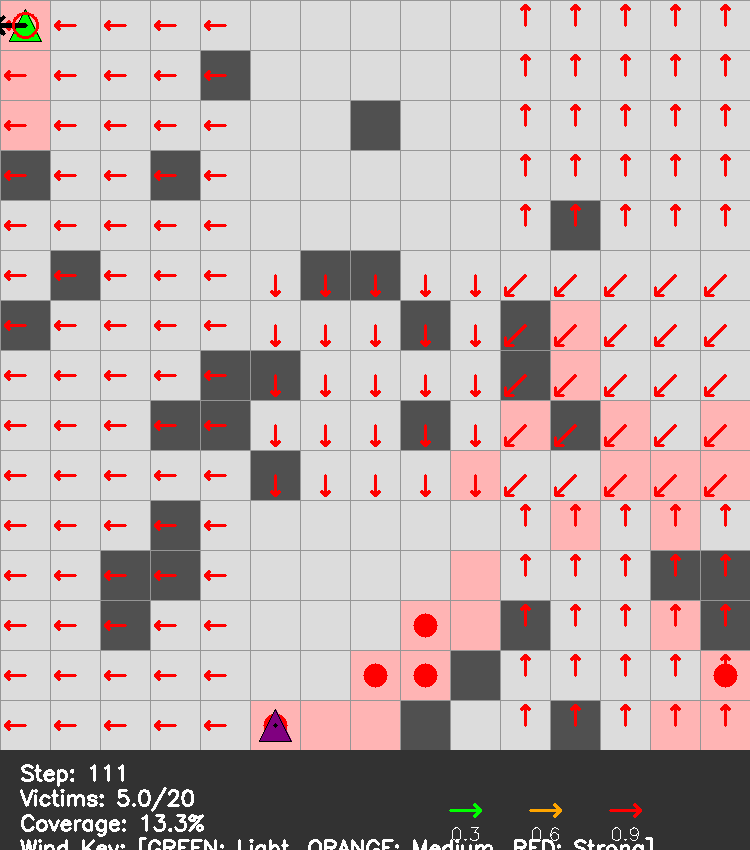 Step: 111
Victims: 5.0/20
Coverage: 13.3%
0.3 0.6 0.9
Wind Key: [GREEN: Light, ORANGE: Medium, RED: Strong]